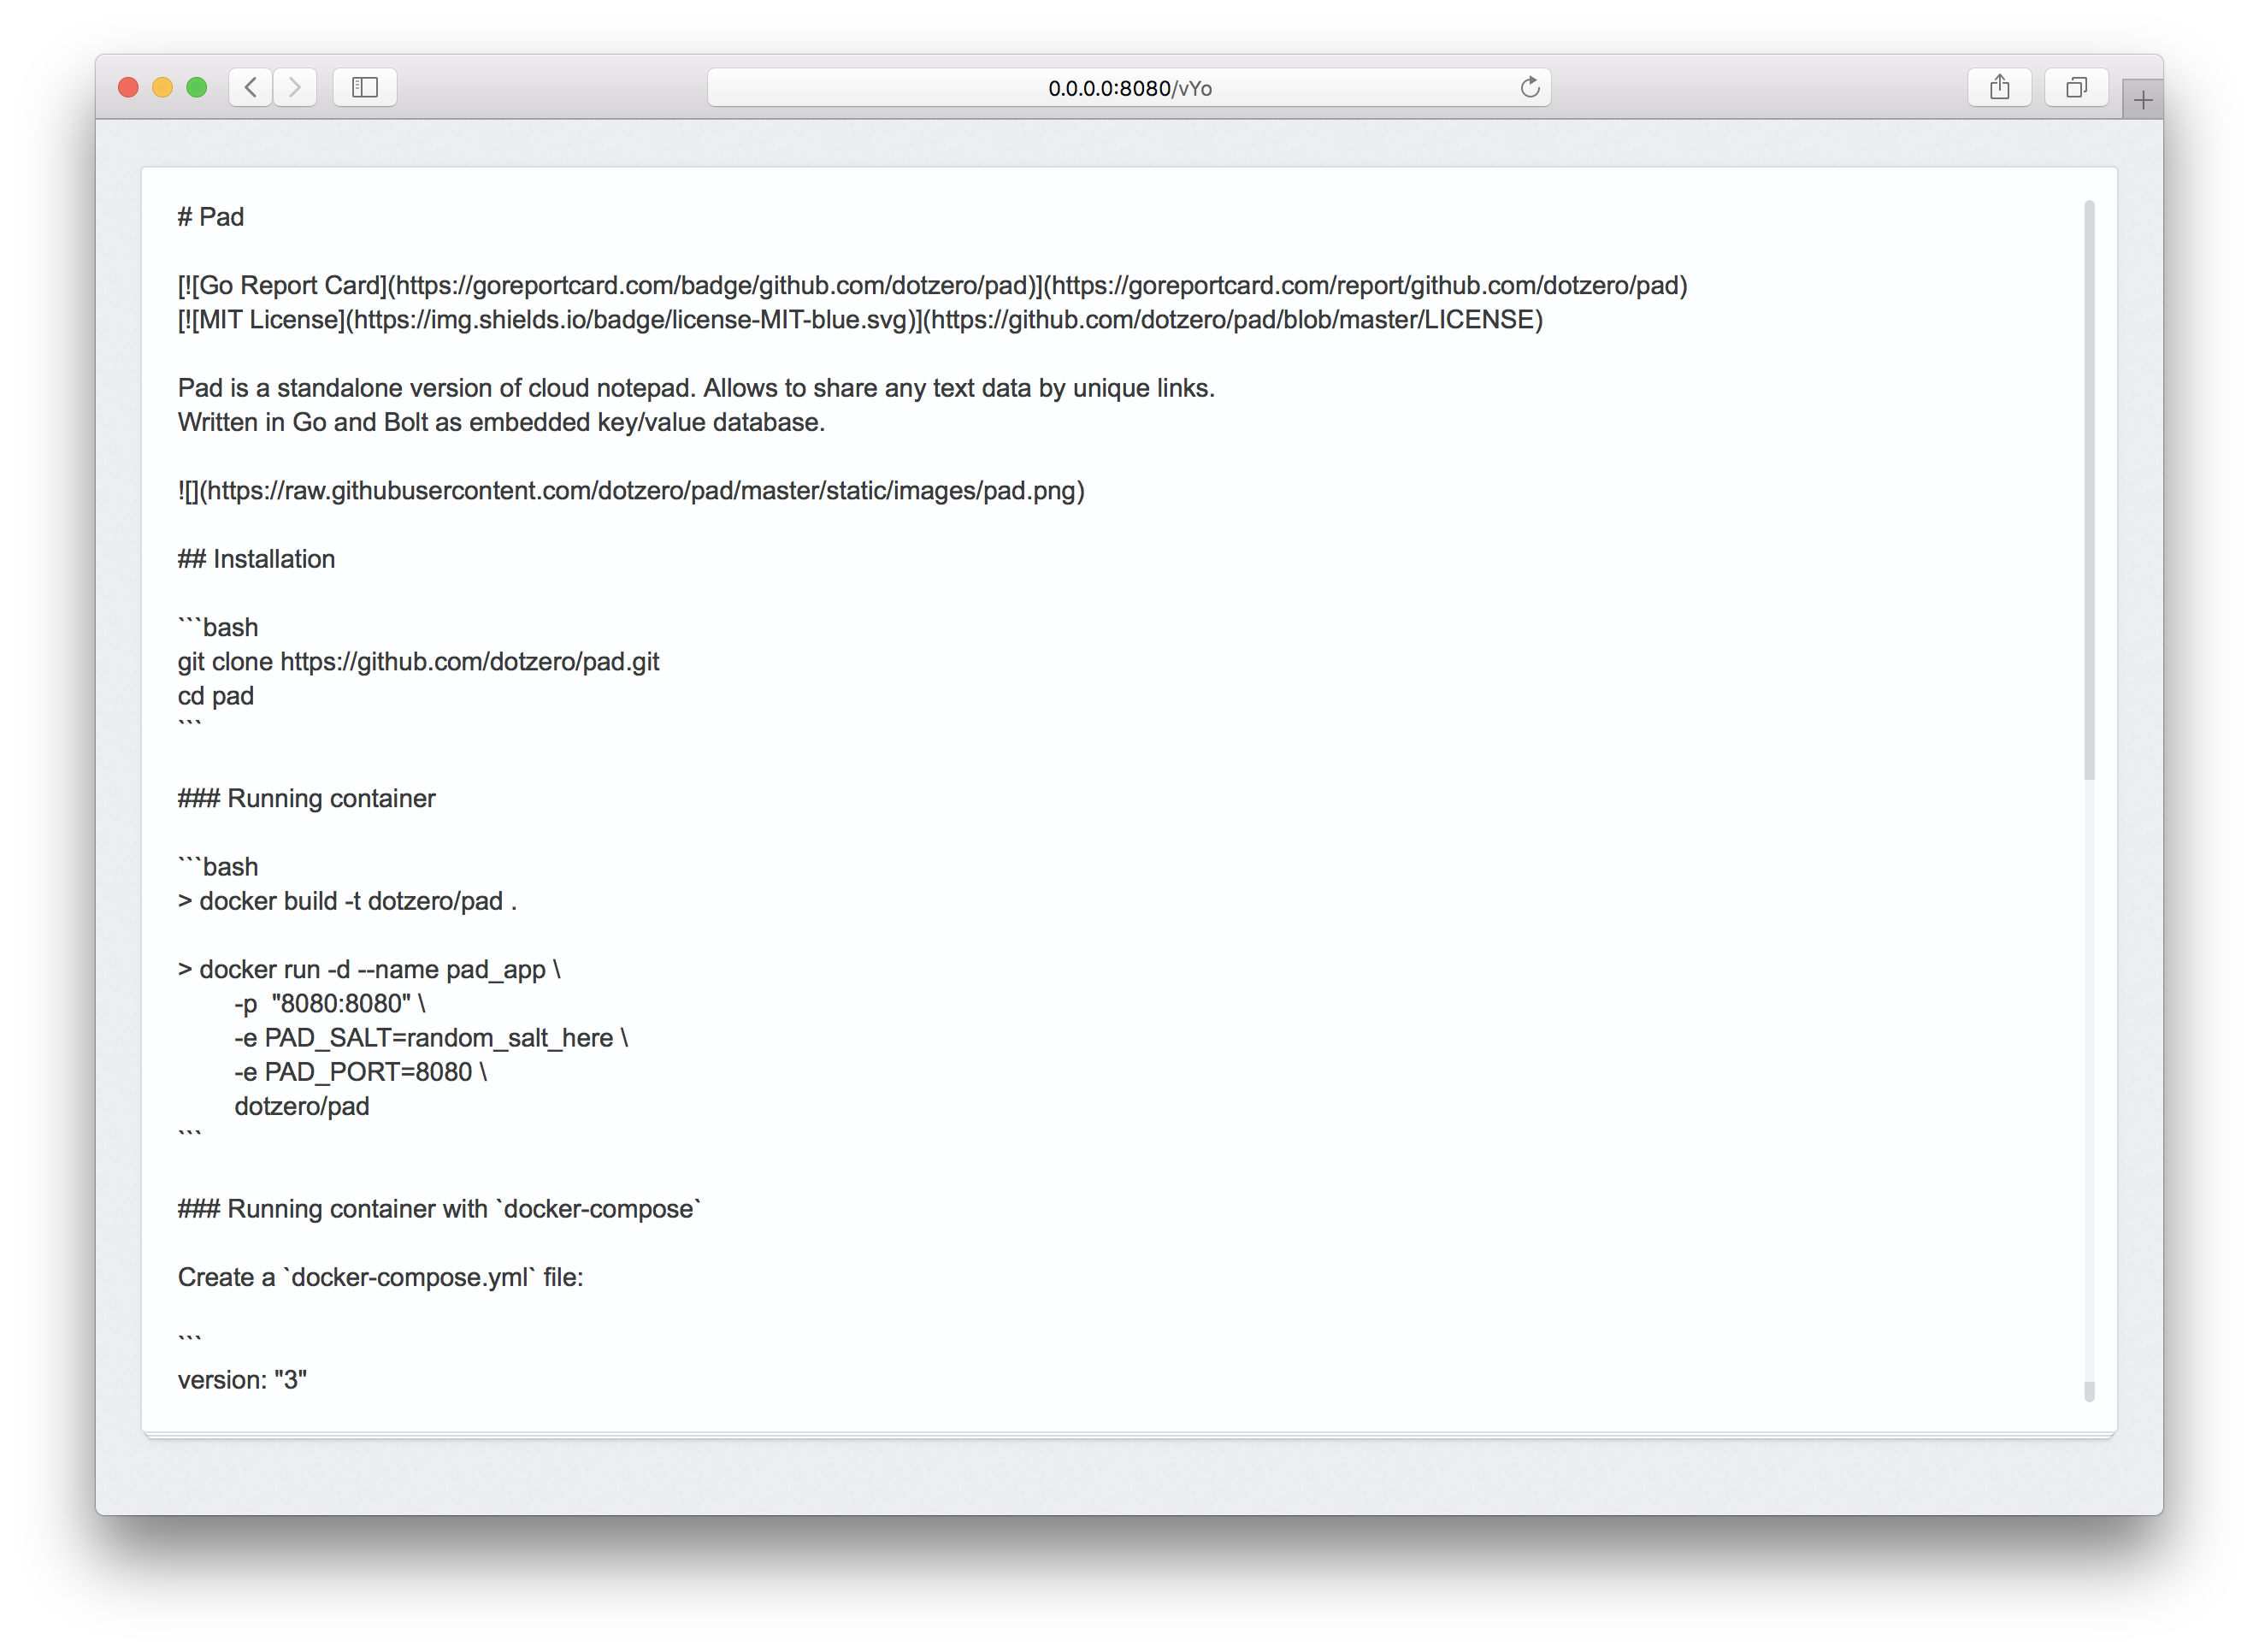 0.0.0.0:8080/vYo
# Pad
[![Go Report Card](https://goreportcard.com/badge/github.com/dotzero/pad)](https://goreportcard.com/report/github.com/dotzero/pad)
[![MIT License](https://img.shields.io/badge/license-MIT-blue.svg)](https://github.com/dotzero/pad/blob/master/LICENSE)
Pad is a standalone version of cloud notepad. Allows to share any text data by unique links.
Written in Go and Bolt as embedded key/value database.
![](https://raw.githubusercontent.com/dotzero/pad/master/static/images/pad.png)
## Installation
```bash
git clone https://github.com/dotzero/pad.git
cd pad
```
### Running container
```bash
> docker build -t dotzero/pad .
> docker run -d --name pad_app \
-p  "8080:8080" \
-e PAD_SALT=random_salt_here \
-e PAD_PORT=8080 \
dotzero/pad
```
### Running container with `docker-compose`
Create a `docker-compose.yml` file:
```
version: "3"